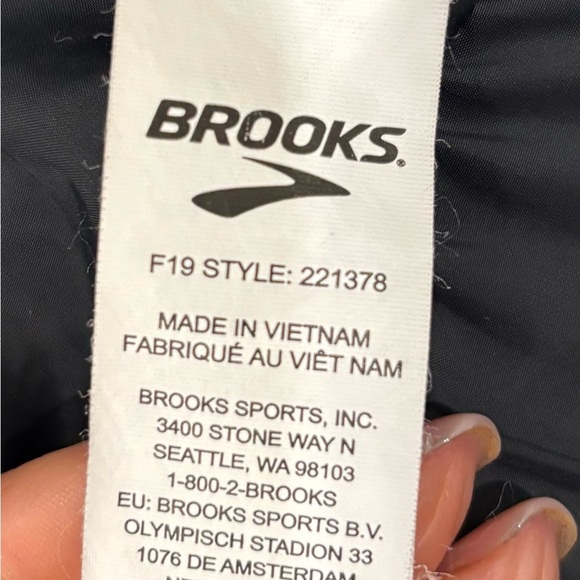 BROOKS®
F19 STYLE: 221378
MADE IN VIETNAM
FABRIQUÉ AU VIÊT NAM
BROOKS SPORTS, INC.
3400 STONE WAY N
SEATTLE, WA 98103
1-800-2-BROOKS
EU: BROOKS SPORTS B.V.
OLYMPISCH STADION 33
1076 DE AMSTERDAM